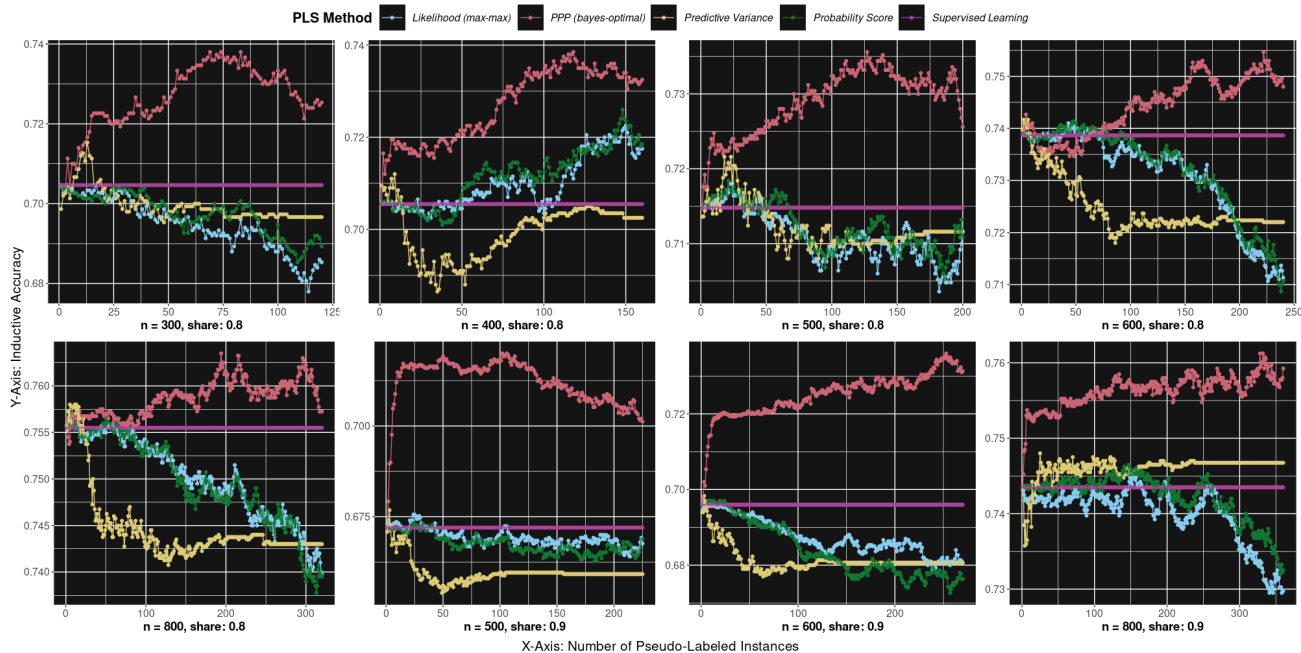 PLS Method Likelihood (max-max) PPP (bayes-optimal) Predictive Variance Probability Score Supervised Learning
Y-Axis: Inductive Accuracy
0.74
0.72
0.70
0.68
0 25 50 75 100 125
n = 300, share: 0.8
0.74
0.72
0.70
0 50 100 150
n = 400, share: 0.8
0.73
0.72
0.71
0 50 100 150 200
n = 500, share: 0.8
0.75
0.74
0.73
0.72
0.71
0 50 100 150 200 250
n = 600, share: 0.8
0.760
0.755
0.750
0.745
0.740
0 100 200 300
n = 800, share: 0.8
0.700
0.675
0 50 100 150 200
n = 500, share: 0.9
0.72
0.70
0.68
0 100 200
n = 600, share: 0.9
0.76
0.75
0.74
0.73
0 100 200 300
n = 800, share: 0.9
X-Axis: Number of Pseudo-Labeled Instances